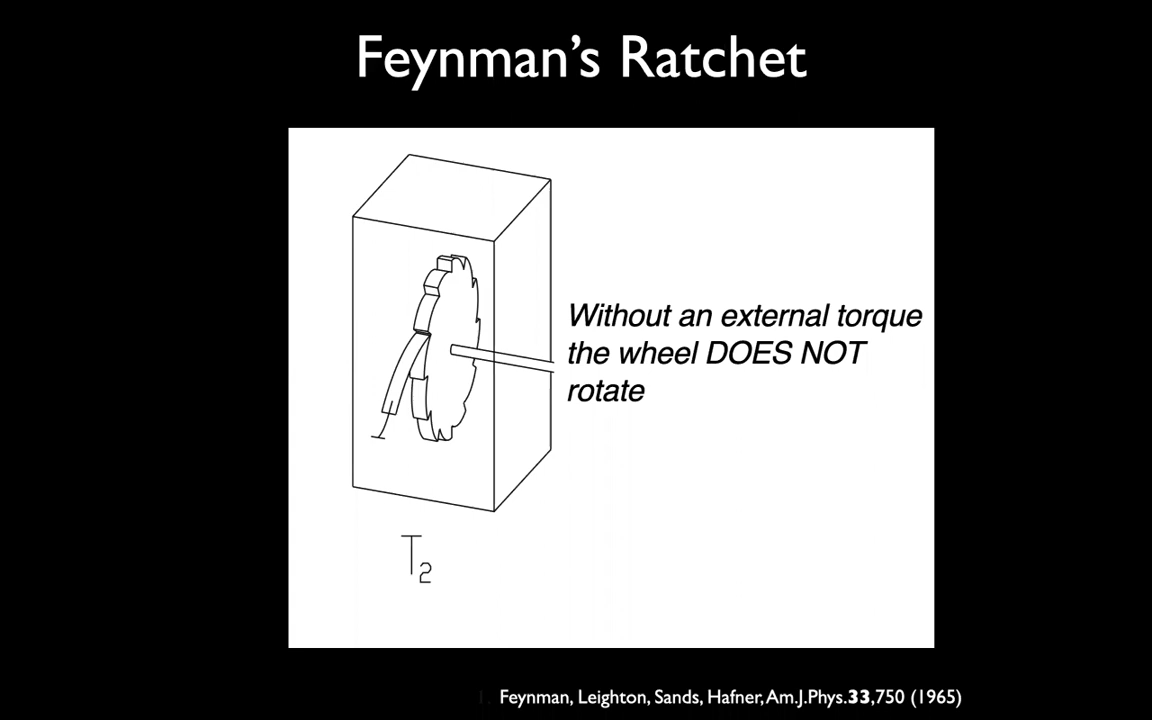 Feynman's Ratchet
Without an external torque
the wheel DOES NOT
rotate
T2
Feynman, Leighton, Sands, Hafner, Am.J.Phys.33,750 (1965)